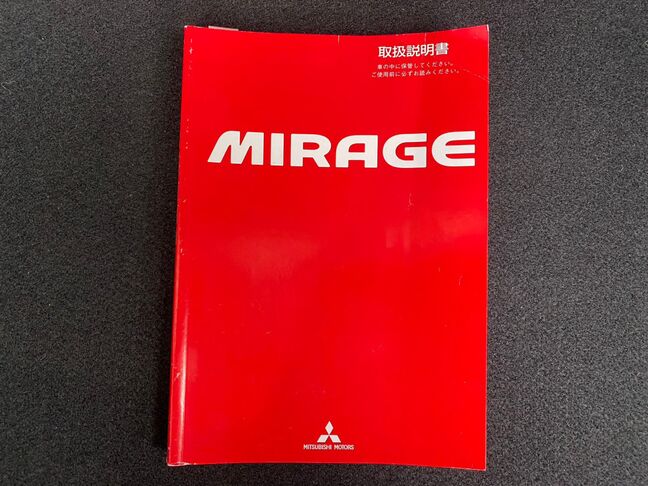 取扱説明書
車の中に保管してください。
ご使用前に必ずお読みください。
MIRAGE
MITSUBISHI MOTORS